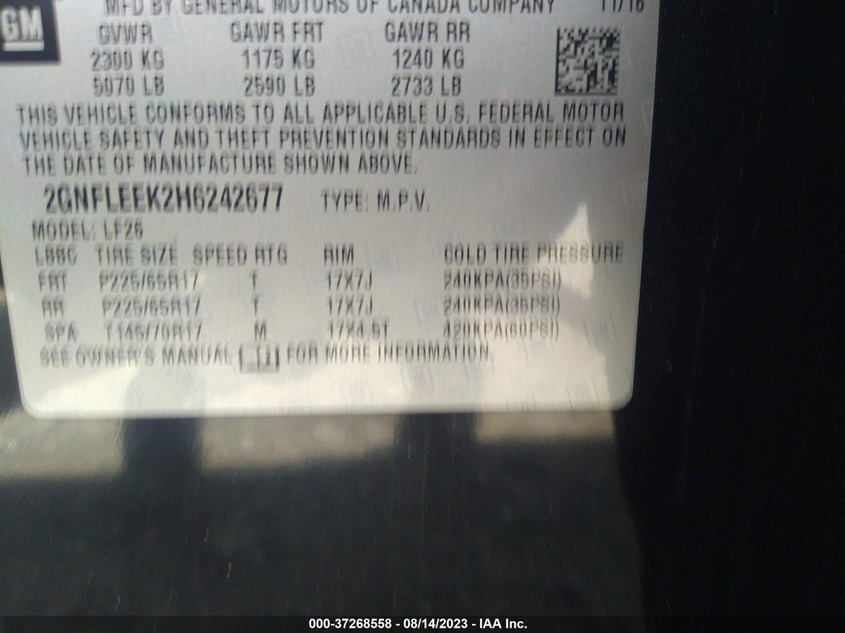 GM
MFD BY GENERAL MOTORS OF CANADA COMPANY 11/16
GVWR GAWR FRT GAWR RR
2300 KG 1175 KG 1240 KG
5070 LB 2590 LB 2733 LB
THIS VEHICLE CONFORMS TO ALL APPLICABLE U.S. FEDERAL MOTOR
VEHICLE SAFETY AND THEFT PREVENTION STANDARDS IN EFFECT ON
THE DATE OF MANUFACTURE SHOWN ABOVE.
2GNFLEEK2H6242677 TYPE: M.P.V.
MODEL: LF26
TIRE SIZE SPEED RTG RIM COLD TIRE PRESSURE
FRT P225/65R17 T 17X7J 240KPA(35PSI)
RR P225/65R17 T 17X7J 240KPA(35PSI)
SPA T145/70R17 M 17X4.5T 420KPA(60PSI)
SEE OWNER'S MANUAL FOR MORE INFORMATION.
000-37268558 - 08/14/2023 - IAA Inc.